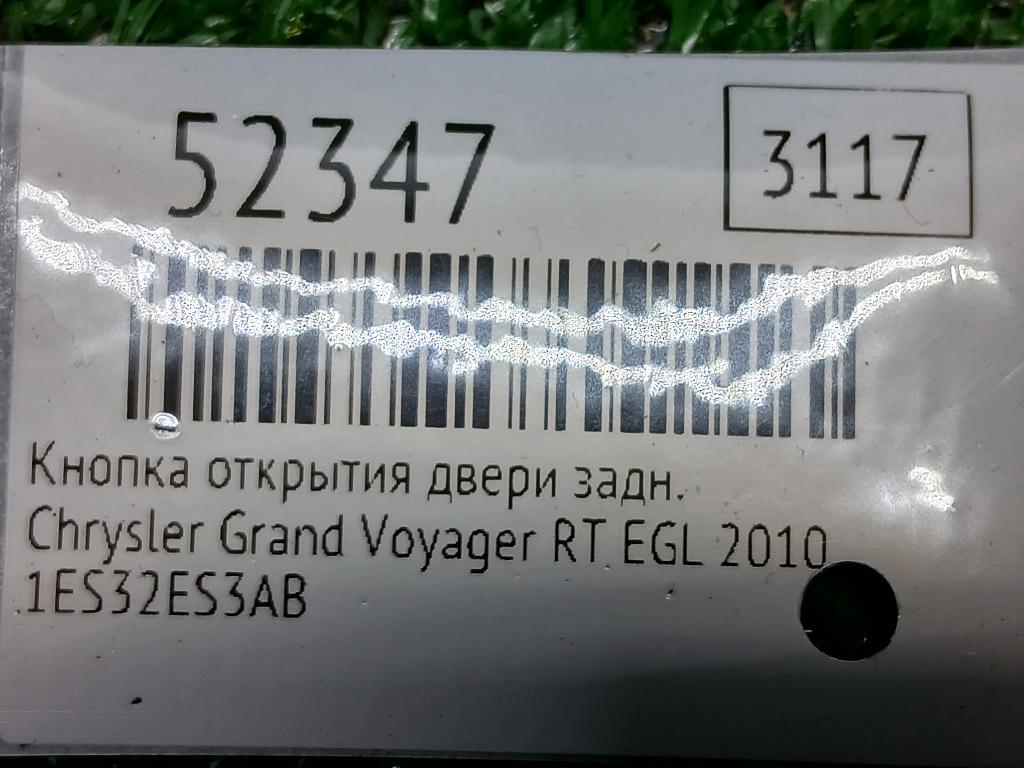 52347
3117
Кнопка открытия двери задн.
Chrysler Grand Voyager RT EGL 2010
1ES32ES3AB